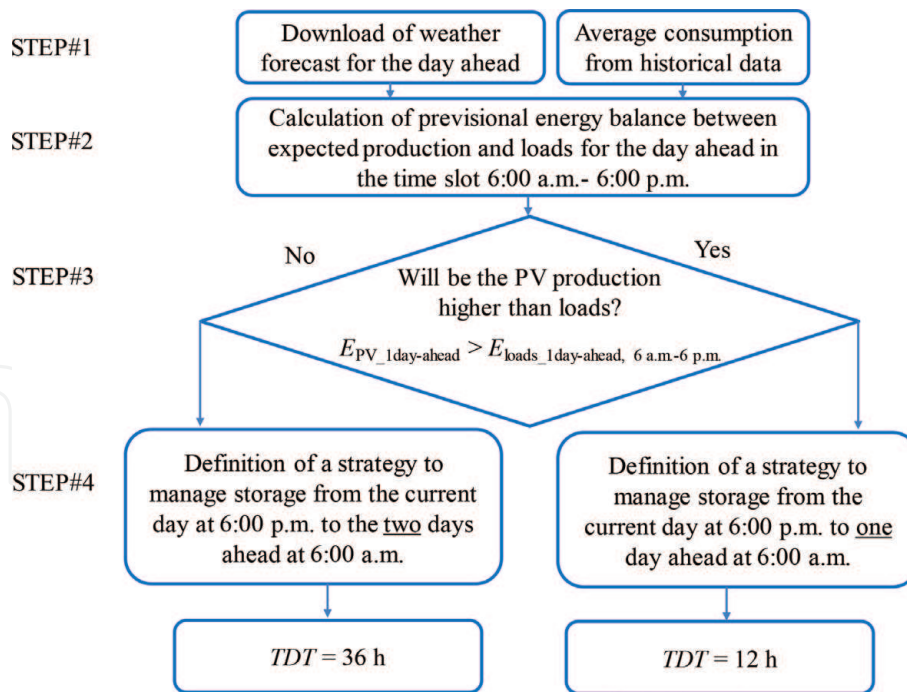 STEP#1
Download of weather
forecast for the day ahead
Average consumption
from historical data
STEP#2
Calculation of previsional energy balance between
expected production and loads for the day ahead in
the time slot 6:00 a.m.- 6:00 p.m.
STEP#3
No
Yes
Will be the PV production
higher than loads?
E_PV_1day-ahead > E_loads_1day-ahead, 6 a.m.-6 p.m.
STEP#4
Definition of a strategy to
manage storage from the current
day at 6:00 p.m. to the two days
ahead at 6:00 a.m.
Definition of a strategy to
manage storage from the
current day at 6:00 p.m. to one
day ahead at 6:00 a.m.
TDT = 36 h
TDT = 12 h